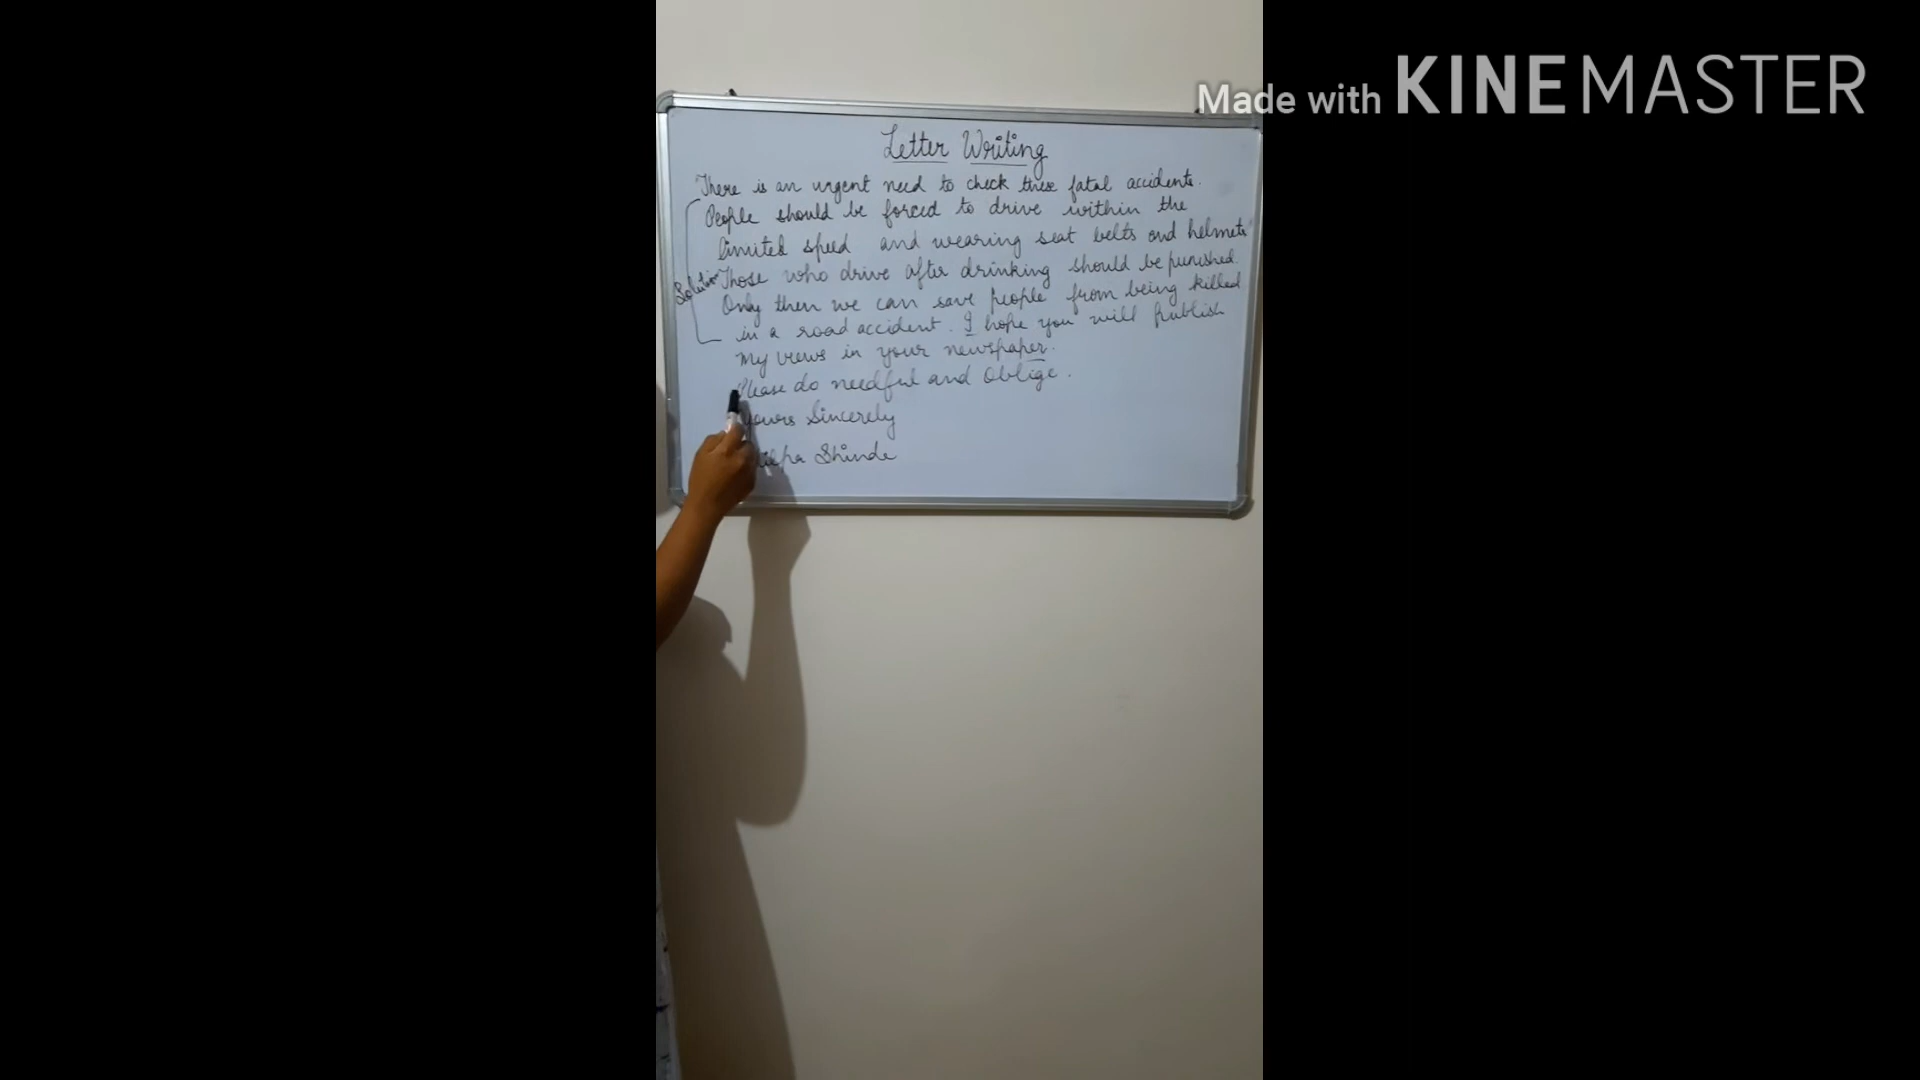 Made with KINEMASTER
Letter Writing
There is an urgent need to check these fatal accidents.
People should be forced to drive within the
limited speed and wearing seat belts and helmets
Solution
Those who drive after drinking should be punished.
Only then we can save people from being killed
in a road accident. I hope you will publish
my views in your newspaper.
Please do needful and Oblige.
Yours Sincerely
Shinde